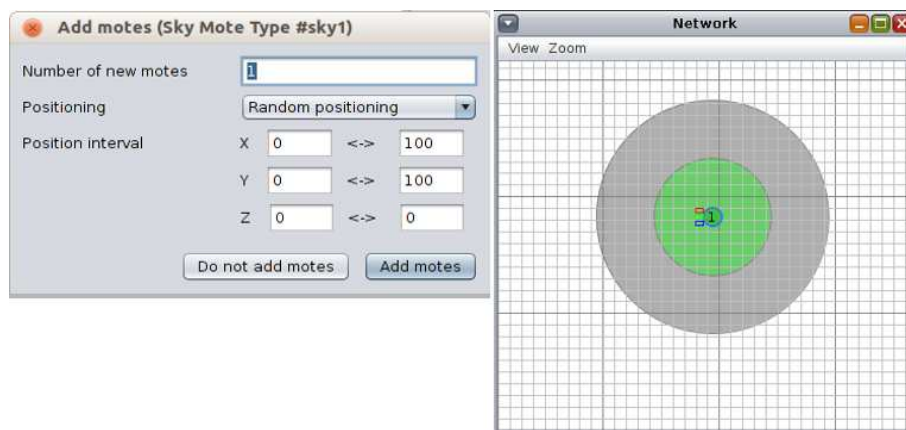 Add motes (Sky Mote Type #sky1)
Number of new motes 1
Positioning Random positioning
Position interval X 0 <-> 100
Y 0 <-> 100
Z 0 <-> 0
Do not add motes Add motes
Network
View Zoom
1